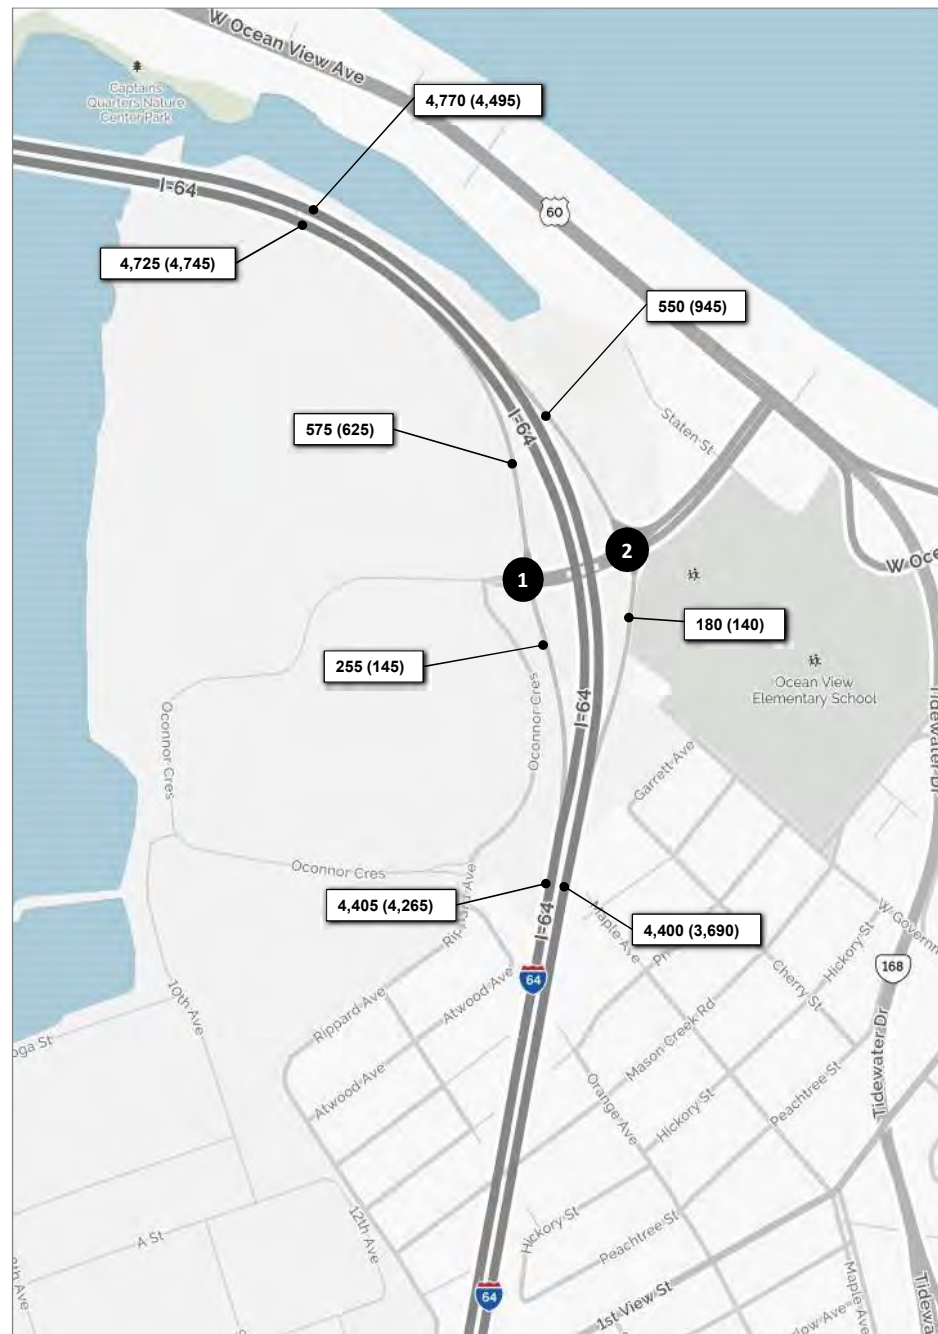 W Ocean View Ave
Captains
Quarters Nature
Center Park
4,770 (4,495)
I-64
60
4,725 (4,745)
550 (945)
I-64
Staten St
575 (625)
2
W Oce
1
180 (140)
255 (145)
Ocean View
Elementary School
Oconnor Cres
Oconnor Cres
I-64
Tidewater Dr
Garrett Ave
Oconnor Cres
4,405 (4,265)
I-64
Maple Ave
4,400 (3,690)
W Governm
Hickory St
Cherry St
168
64
Atwood Ave
Rippard Ave
10th Ave
Mason Creek Rd
oga St
Tidewater Dr
Atwood Ave
Orange Ave
Hickory St
Peachtree St
12th Ave
A St
Hickory St
Peachtree St
64
1st View St
Maple Ave
Tidewa